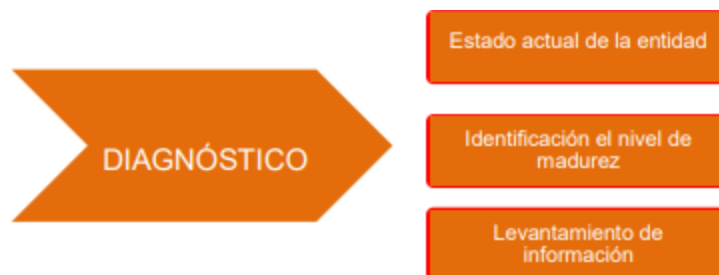 DIAGNÓSTICO
Estado actual de la entidad
Identificación el nivel de
madurez
Levantamiento de
información